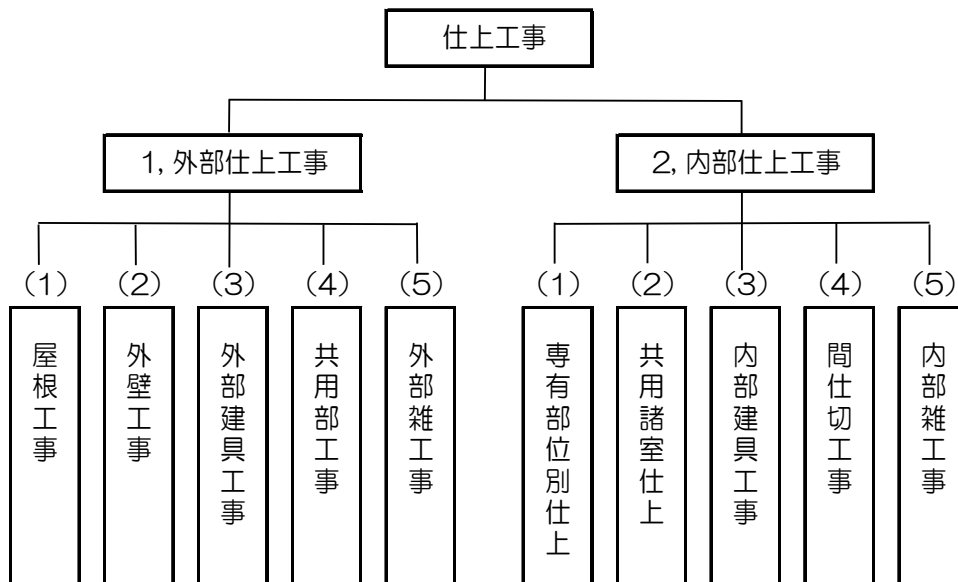 仕上工事
1, 外部仕上工事
2, 内部仕上工事
(1)
(2)
(3)
(4)
(5)
(1)
(2)
(3)
(4)
(5)
屋根工事
外壁工事
外部建具工事
共用部工事
外部雑工事
専有部位別仕上
共用諸室仕上
内部建具工事
間仕切工事
内部雑工事